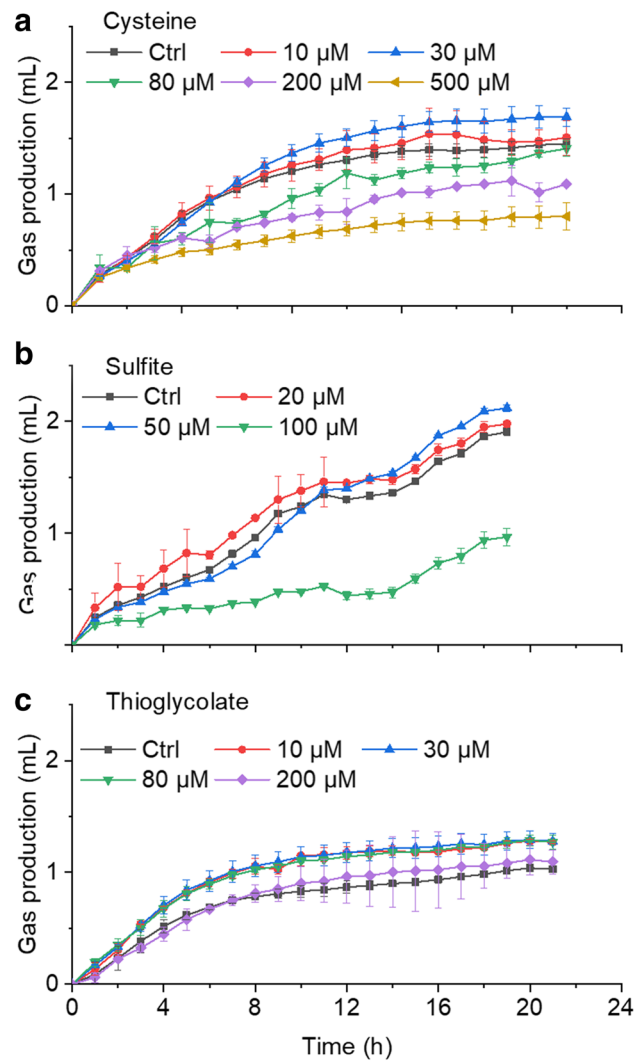 a
Cysteine
Ctrl 10 µM 30 µM
80 µM 200 µM 500 µM
Gas production (mL)
2
1
0
b
Sulfite
Ctrl 20 µM
50 µM 100 µM
Gas production (mL)
2
1
c
Thioglycolate
Ctrl 10 µM 30 µM
80 µM 200 µM
Gas production (mL)
2
1
0
0 4 8 12 16 20 24
Time (h)